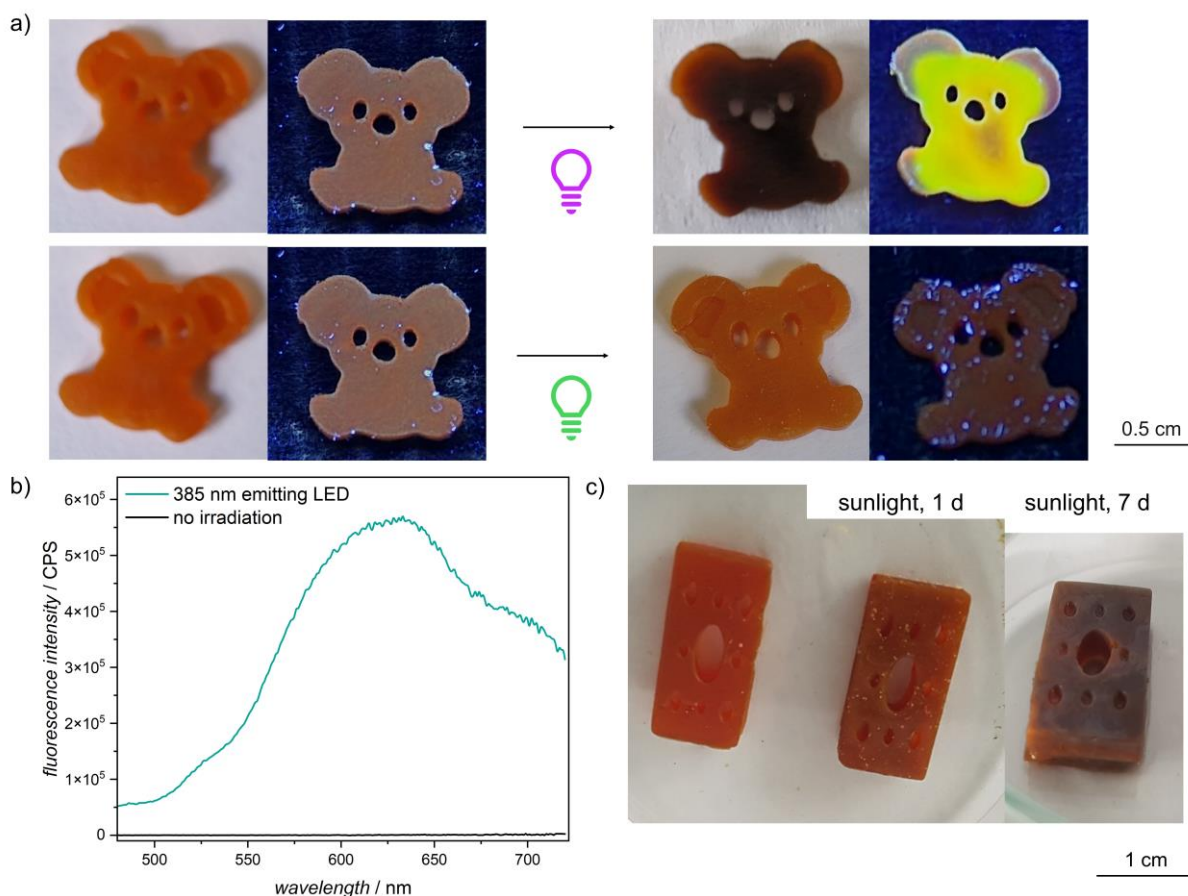 a)
0.5 cm
b)
6×10⁵
5×10⁵
4×10⁵
3×10⁵
2×10⁵
1×10⁵
0
fluorescence intensity / CPS
385 nm emitting LED
no irradiation
500
550
600
650
700
wavelength / nm
c)
sunlight, 1 d
sunlight, 7 d
1 cm